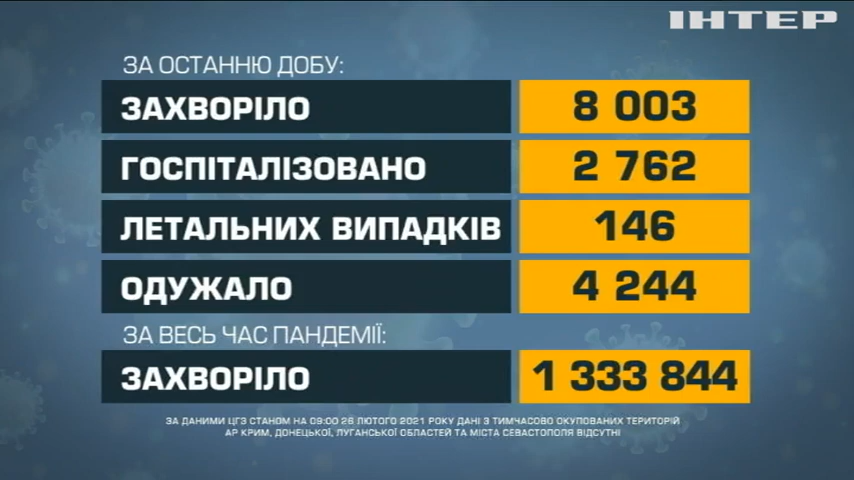 ІНТЕР
ЗА ОСТАННЮ ДОБУ:
ЗАХВОРІЛО 8 003
ГОСПІТАЛІЗОВАНО 2 762
ЛЕТАЛЬНИХ ВИПАДКІВ 146
ОДУЖАЛО 4 244
ЗА ВЕСЬ ЧАС ПАНДЕМІЇ:
ЗАХВОРІЛО 1 333 844
ЗА ДАНИМИ ЦГЗ СТАНОМ НА 09:00 26 ЛЮТОГО 2021 РОКУ ДАНІ З ТИМЧАСОВО ОКУПОВАНИХ ТЕРИТОРІЙ
АР КРИМ, ДОНЕЦЬКОЇ, ЛУГАНСЬКОЇ ОБЛАСТЕЙ ТА МІСТА СЕВАСТОПОЛЯ ВІДСУТНІ